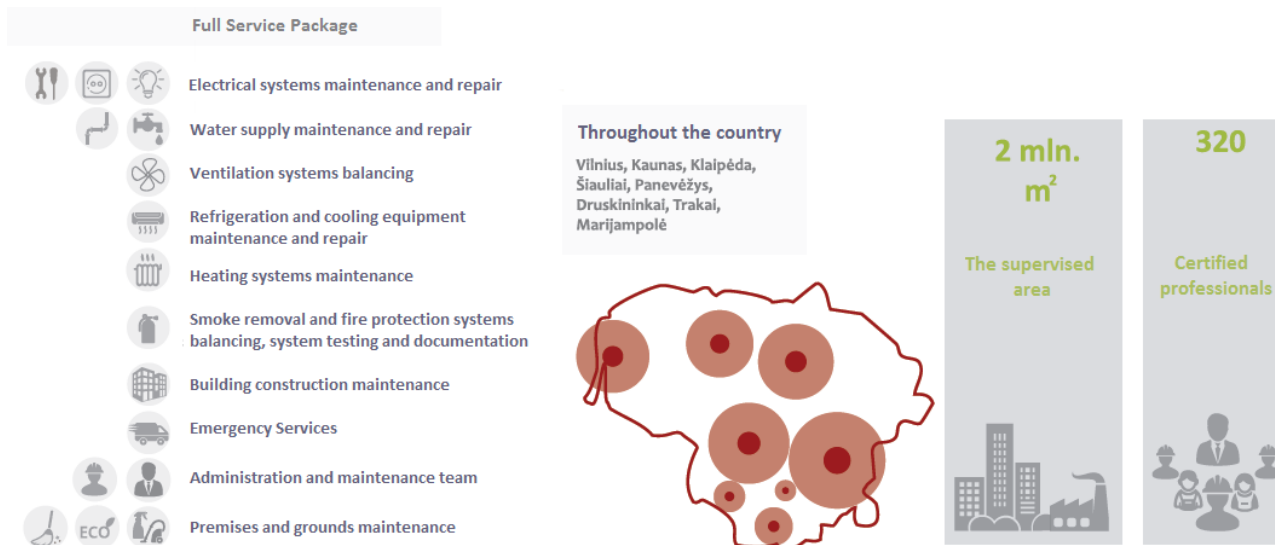 Full Service Package
Electrical systems maintenance and repair
Water supply maintenance and repair
Ventilation systems balancing
Refrigeration and cooling equipment
maintenance and repair
Heating systems maintenance
Smoke removal and fire protection systems
balancing, system testing and documentation
Building construction maintenance
Emergency Services
Administration and maintenance team
ECO
Premises and grounds maintenance
Throughout the country
Vilnius, Kaunas, Klaipėda,
Šiauliai, Panevėžys,
Druskininkai, Trakai,
Marijampolė
2 mln.
m²
The supervised
area
320
Certified
professionals